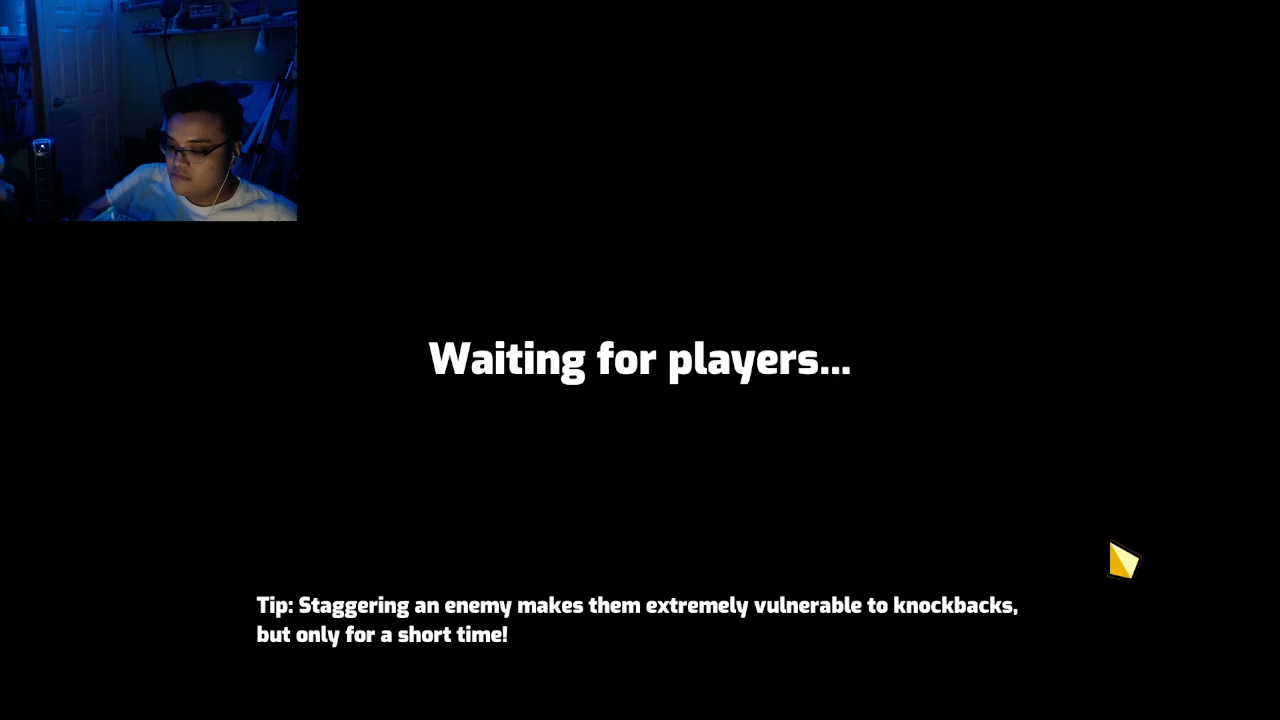 Waiting for players...
Tip: Staggering an enemy makes them extremely vulnerable to knockbacks,
but only for a short time!